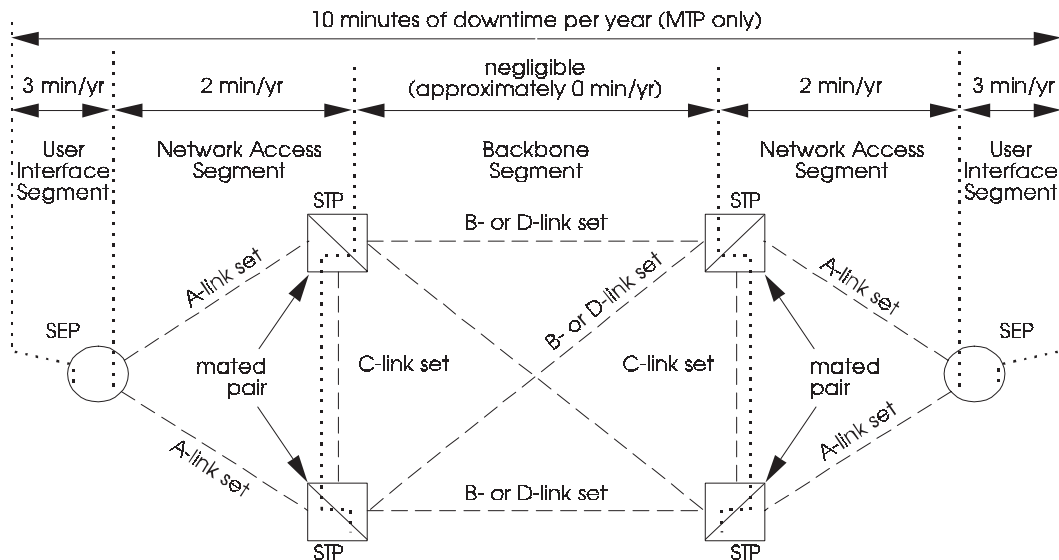 10 minutes of downtime per year (MTP only)
3 min/yr
2 min/yr
negligible
(approximately 0 min/yr)
2 min/yr
3 min/yr
User
Interface
Segment
Network Access
Segment
Backbone
Segment
Network Access
Segment
User
Interface
Segment
STP
STP
B- or D-link set
A-link set
B- or D-link set
A-link set
SEP
SEP
mated
pair
C-link set
C-link set
mated
pair
A-link set
A-link set
B- or D-link set
STP
STP